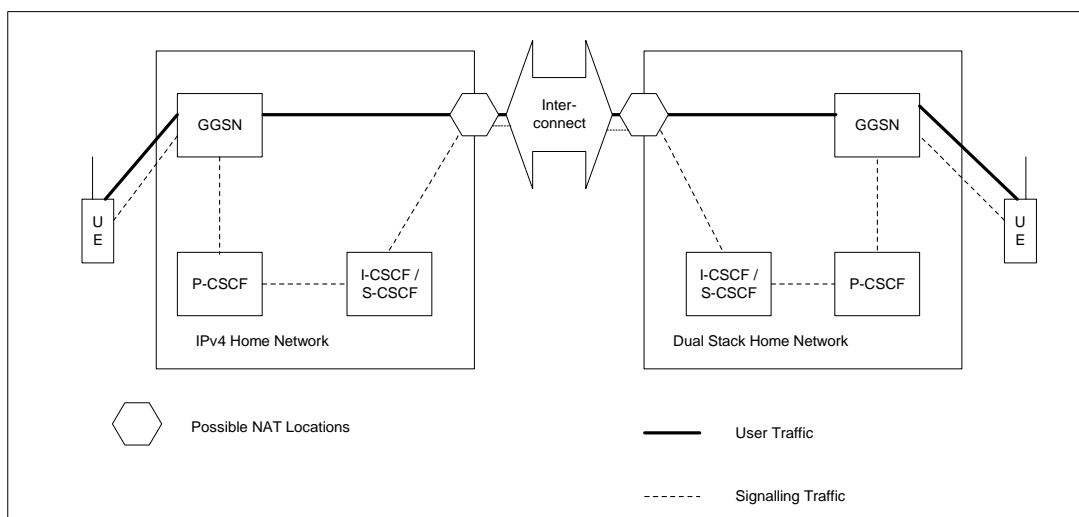 GGSN
Inter-
connect
GGSN
U
E
U
E
P-CSCF
I-CSCF /
S-CSCF
I-CSCF /
S-CSCF
P-CSCF
IPv4 Home Network
Dual Stack Home Network
Possible NAT Locations
User Traffic
Signalling Traffic